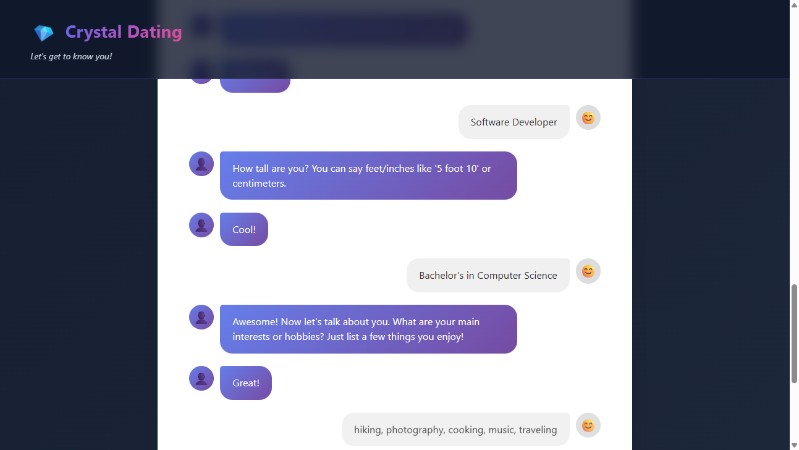 Crystal Dating
Let's get to know you!
Software Developer
How tall are you? You can say feet/inches like '5 foot 10' or
centimeters.
Cool!
Bachelor's in Computer Science
Awesome! Now let's talk about you. What are your main
interests or hobbies? Just list a few things you enjoy!
Great!
hiking, photography, cooking, music, traveling